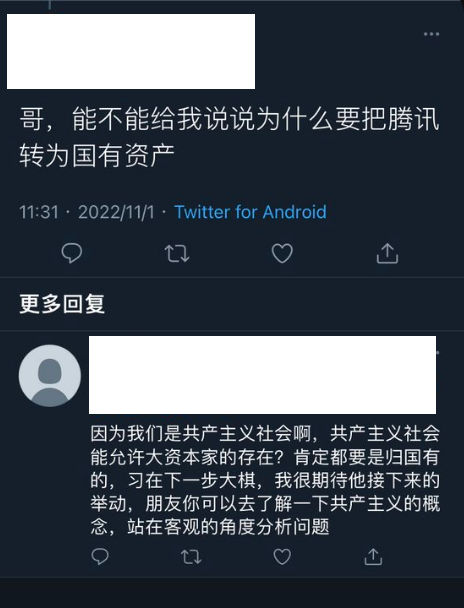 哥，能不能给我说说为什么要把腾讯
转为国有资产
11:31 · 2022/11/1 · Twitter for Android
更多回复
因为我们是共产主义社会啊，共产主义社会
能允许大资本家的存在？肯定都要是归国有
的，习在下一步大棋，我很期待他接下来的
举动，朋友你可以去了解一下共产主义的概
念，站在客观的角度分析问题